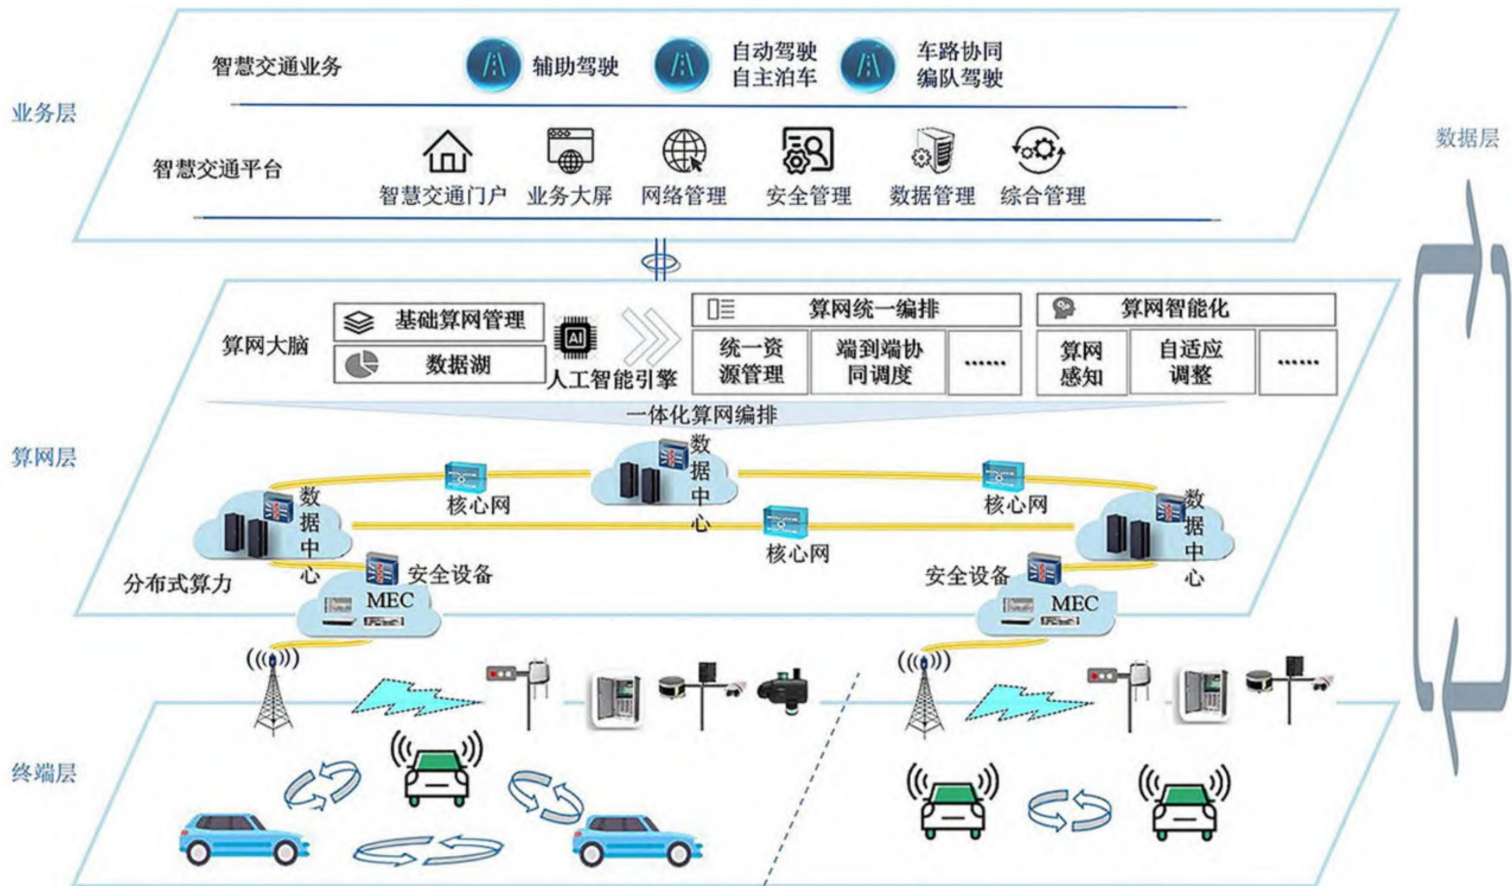 智慧交通业务
辅助驾驶
自动驾驶
自主泊车
车路协同
编队驾驶
业务层
数据层
智慧交通平台
智慧交通门户
业务大屏
网络管理
安全管理
数据管理
综合管理
算网大脑
基础算网管理
数据湖
AI
人工智能引擎
算网统一编排
统一资
源管理
端到端协
同调度
......
算网智能化
算网
感知
自适应
调整
......
一体化算网编排
算网层
数据中心
核心网
数据中心
核心网
数据中心
核心网
分布式算力
安全设备
MEC
安全设备
MEC
终端层